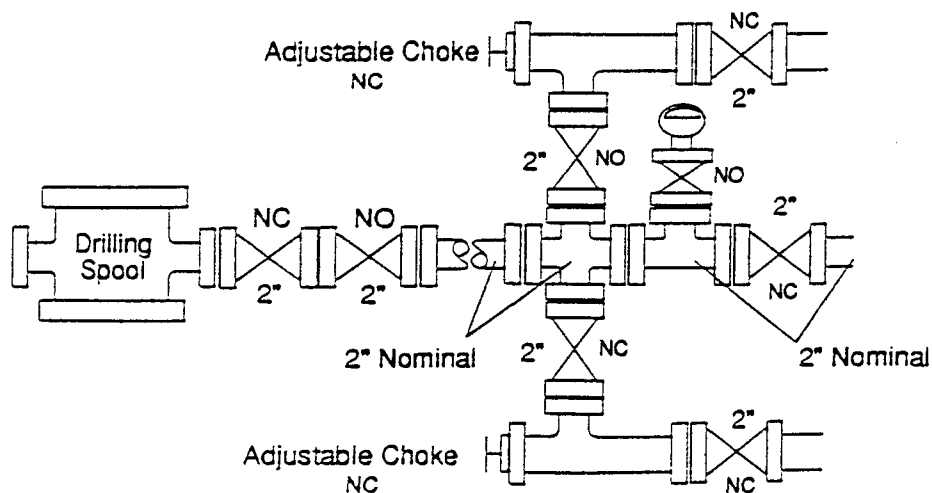 NC
Adjustable Choke
NC
2"
2" NO
NO
2"
NC NO
Drilling
Spool
2" 2"
NC
2" NC
2" Nominal
2" Nominal
2"
Adjustable Choke
NC
NC